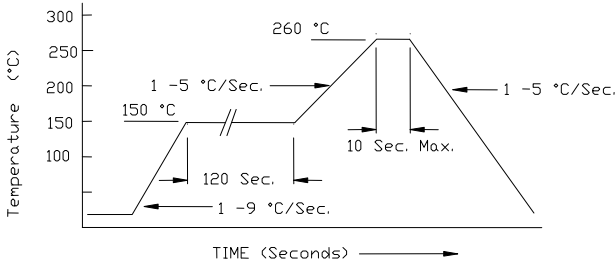 300
260 °C
250
200
1 -5 °C/Sec.
1 -5 °C/Sec.
150 °C
150
10 Sec. Max.
100
120 Sec.
1 -9 °C/Sec.
Temperature (°C)
TIME (Seconds)